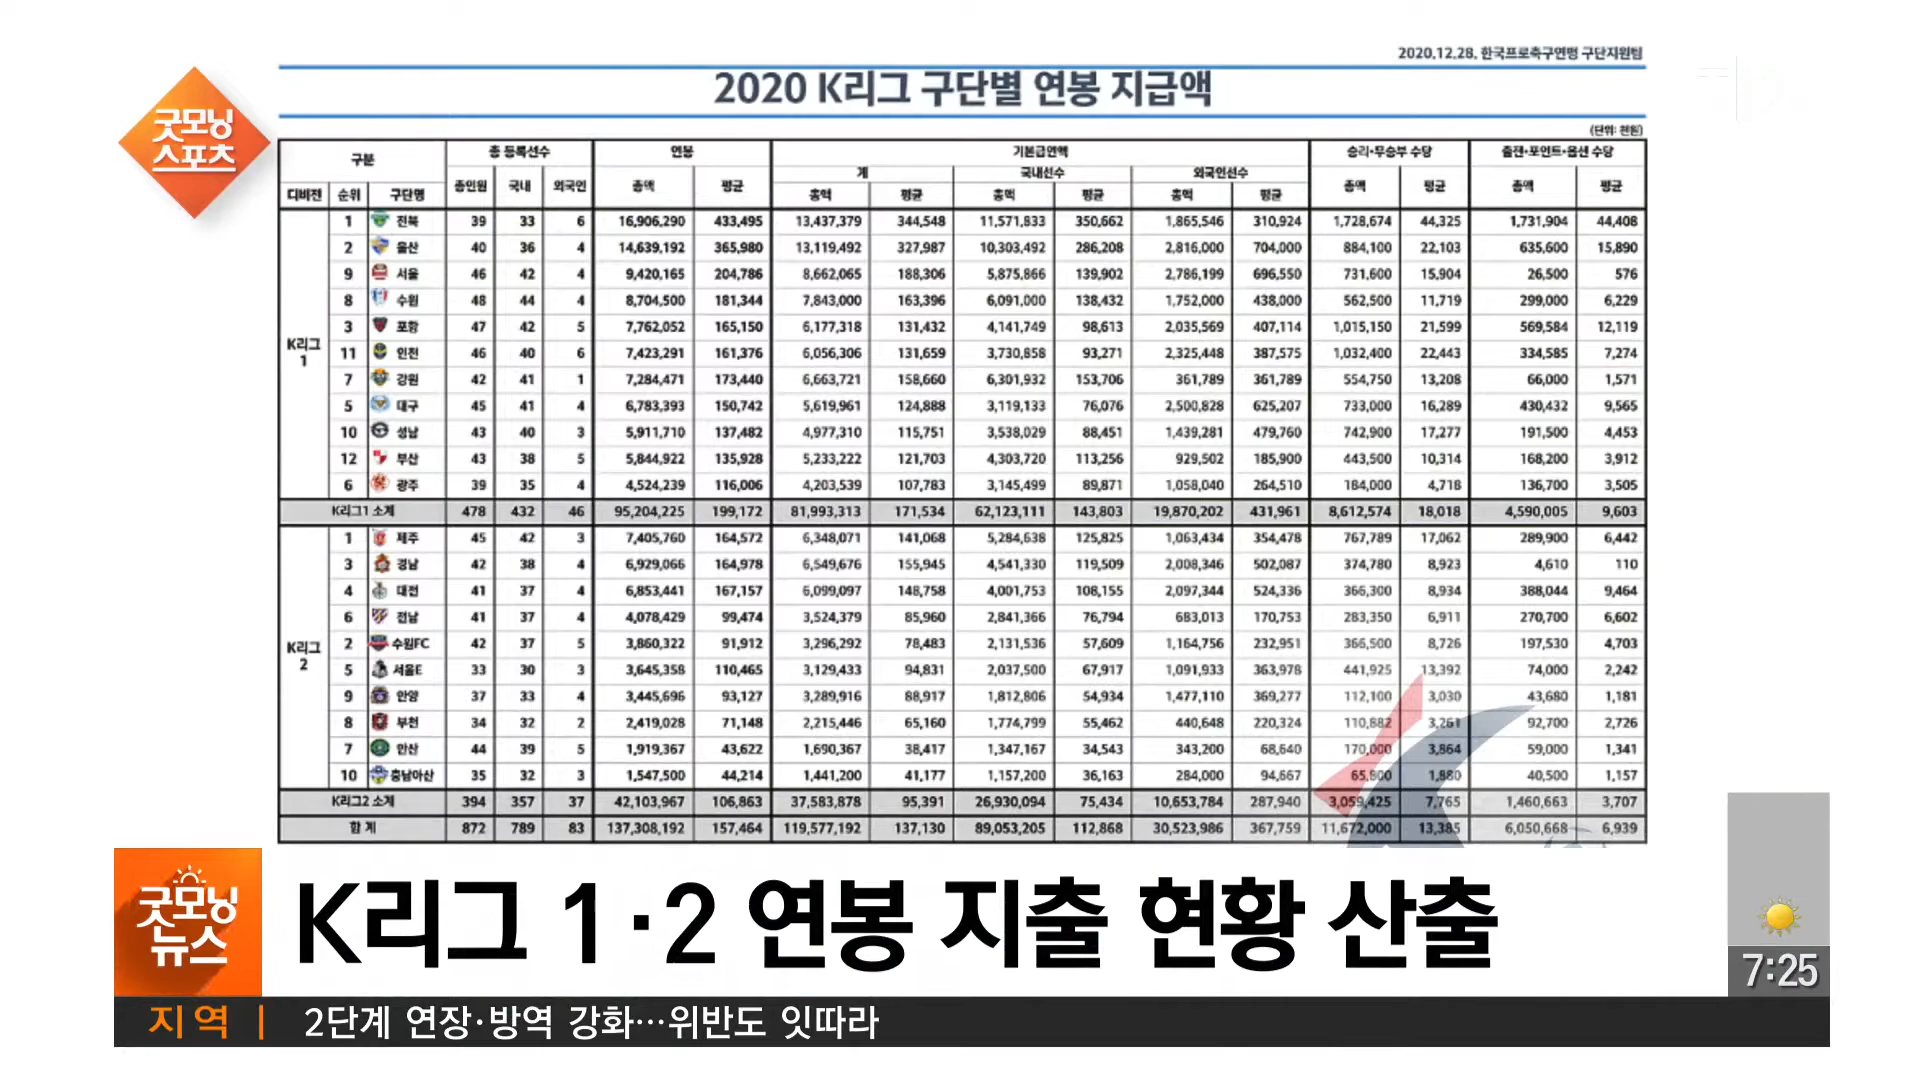 2020.12.28. 한국프로축구연맹 구단지원팀
2020 K리그 구단별 연봉 지급액
(단위: 천원)
굿모닝
스포츠
구분 총 등록선수 연봉 기본급연액 승리·무승부 수당 출전·포인트·옵션 수당
계 국내선수 외국인선수
디비전 순위 구단명 총인원 국내 외국인 총액 평균 총액 평균 총액 평균 총액 평균 총액 평균 총액 평균
K리그 1
1 전북 39 33 6 16,906,290 433,495 13,437,379 344,548 11,571,833 350,662 1,865,546 310,924 1,728,674 44,325 1,731,904 44,408
2 울산 40 36 4 14,639,192 365,980 13,119,492 327,987 10,303,492 286,208 2,816,000 704,000 884,100 22,103 635,600 15,890
9 서울 46 42 4 9,420,165 204,786 8,662,065 188,306 5,875,866 139,902 2,786,199 696,550 731,600 15,904 26,500 576
8 수원 48 44 4 8,704,500 181,344 7,843,000 163,396 6,091,000 138,432 1,752,000 438,000 562,500 11,719 299,000 6,229
3 포항 47 42 5 7,762,052 165,150 6,177,318 131,432 4,141,749 98,613 2,035,569 407,114 1,015,150 21,599 569,584 12,119
11 인천 46 40 6 7,423,291 161,376 6,056,306 131,659 3,730,858 93,271 2,325,448 387,575 1,032,400 22,443 334,585 7,274
7 강원 42 41 1 7,284,471 173,440 6,663,721 158,660 6,301,932 153,706 361,789 361,789 554,750 13,208 66,000 1,571
5 대구 45 41 4 6,783,393 150,742 5,619,961 124,888 3,119,133 76,076 2,500,828 625,207 733,000 16,289 430,432 9,565
10 성남 43 40 3 5,911,710 137,482 4,977,310 115,751 3,538,029 88,451 1,439,281 479,760 742,900 17,277 191,500 4,453
12 부산 43 38 5 5,844,922 135,928 5,233,222 121,703 4,303,720 113,256 929,502 185,900 443,500 10,314 168,200 3,912
6 광주 39 35 4 4,524,239 116,006 4,203,539 107,783 3,145,499 89,871 1,058,040 264,510 184,000 4,718 136,700 3,505
K리그1 소계 478 432 46 95,204,225 199,172 81,993,313 171,534 62,123,111 143,803 19,870,202 431,961 8,612,574 18,018 4,590,005 9,603
K리그 2
1 제주 45 42 3 7,405,760 164,572 6,348,071 141,068 5,284,638 125,825 1,063,434 354,478 767,789 17,062 289,900 6,442
3 경남 42 38 4 6,929,066 164,978 6,549,676 155,945 4,541,330 119,509 2,008,346 502,087 374,780 8,923 4,610 110
4 대전 41 37 4 6,853,441 167,157 6,099,097 148,758 4,001,753 108,155 2,097,344 524,336 366,300 8,934 388,044 9,464
6 전남 41 37 4 4,078,429 99,474 3,524,379 85,960 2,841,366 76,794 683,013 170,753 283,350 6,911 270,700 6,602
2 수원FC 42 37 5 3,860,322 91,912 3,296,292 78,483 2,131,536 57,609 1,164,756 232,951 366,500 8,726 197,530 4,703
5 서울E 33 30 3 3,645,358 110,465 3,129,433 94,831 2,037,500 67,917 1,091,933 363,978 441,925 13,392 74,000 2,242
9 안양 37 33 4 3,445,696 93,127 3,289,916 88,917 1,812,806 54,934 1,477,110 369,277 112,100 3,030 43,680 1,181
8 부천 34 32 2 2,419,028 71,148 2,215,446 65,160 1,774,799 55,462 440,648 220,324 110,882 3,261 92,700 2,726
7 안산 44 39 5 1,919,367 43,622 1,690,367 38,417 1,347,167 34,543 343,200 68,640 170,000 3,864 59,000 1,341
10 충남아산 35 32 3 1,547,500 44,214 1,441,200 41,177 1,157,200 36,163 284,000 94,667 65,800 1,880 40,500 1,157
K리그2 소계 394 357 37 42,103,967 106,863 37,583,878 95,391 26,930,094 75,434 10,653,784 287,940 3,059,425 7,765 1,460,663 3,707
합 계 872 789 83 137,308,192 157,464 119,577,192 137,130 89,053,205 112,868 30,523,986 367,759 11,672,000 13,385 6,050,668 6,939
굿모닝
뉴스
K리그 1·2 연봉 지출 현황 산출
7:25
지역 | 2단계 연장·방역 강화…위반도 잇따라